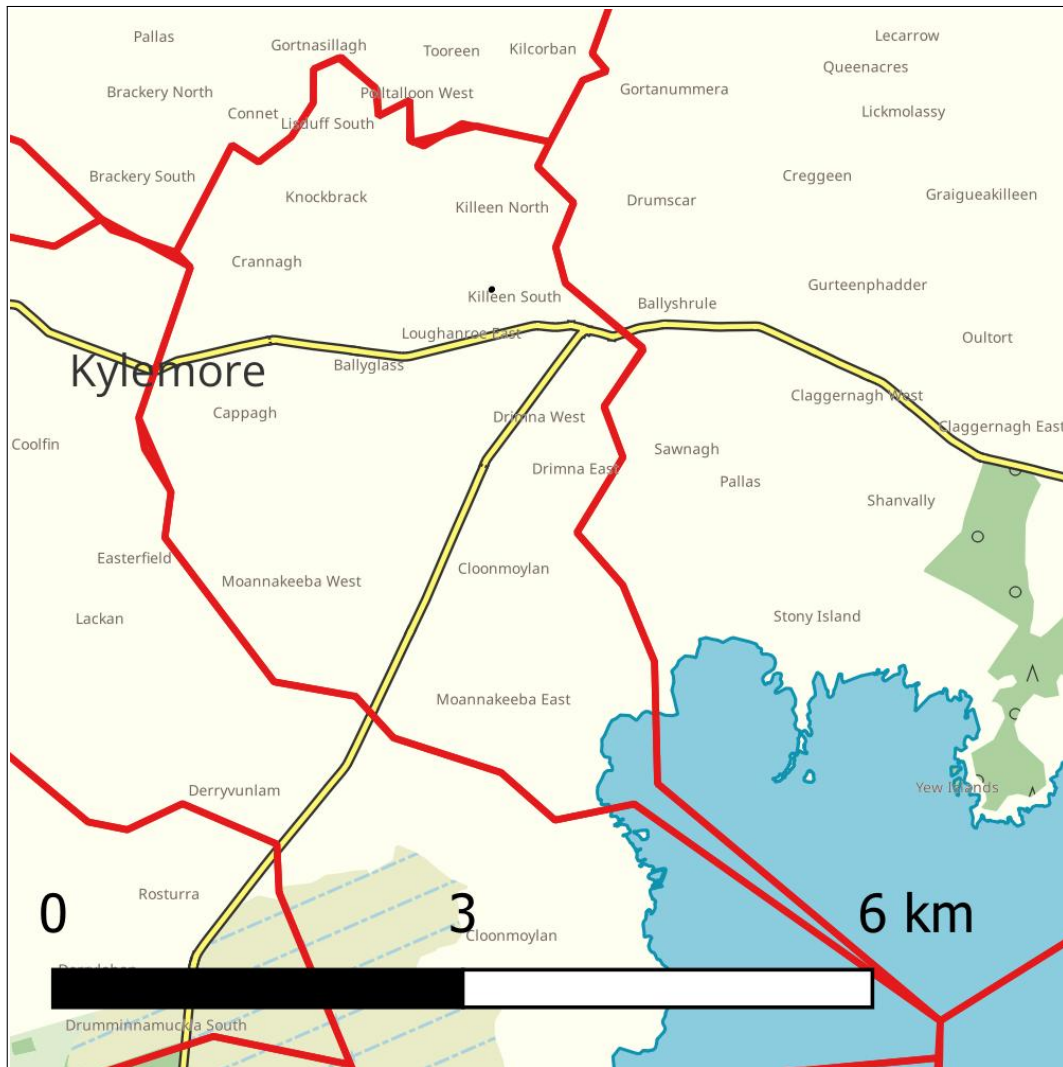 Lecarrow
Pallas
Gortnasillagh
Tooreen
Kilcorban
Queenacres
Brackery North
Polltalloon West
Gortanummera
Connet
Lisduff South
Lickmolassy
Brackery South
Creggeen
Knockbrack
Killeen North
Drumscar
Graigueakilleen
Crannagh
Killeen South
Ballyshrule
Gurteenphadder
Loughanroe East
Oultort
Kylemore
Ballyglass
Claggernagh West
Cappagh
Drimna West
Claggernagh East
Coolfin
Sawnagh
Drimna East
Pallas
Shanvally
Easterfield
Moannakeeba West
Cloonmoylan
Lackan
Stony Island
Moannakeeba East
Derryvunlam
Yew Islands
Rosturra
0
3
6 km
Cloonmoylan
Drumminnamuckla South